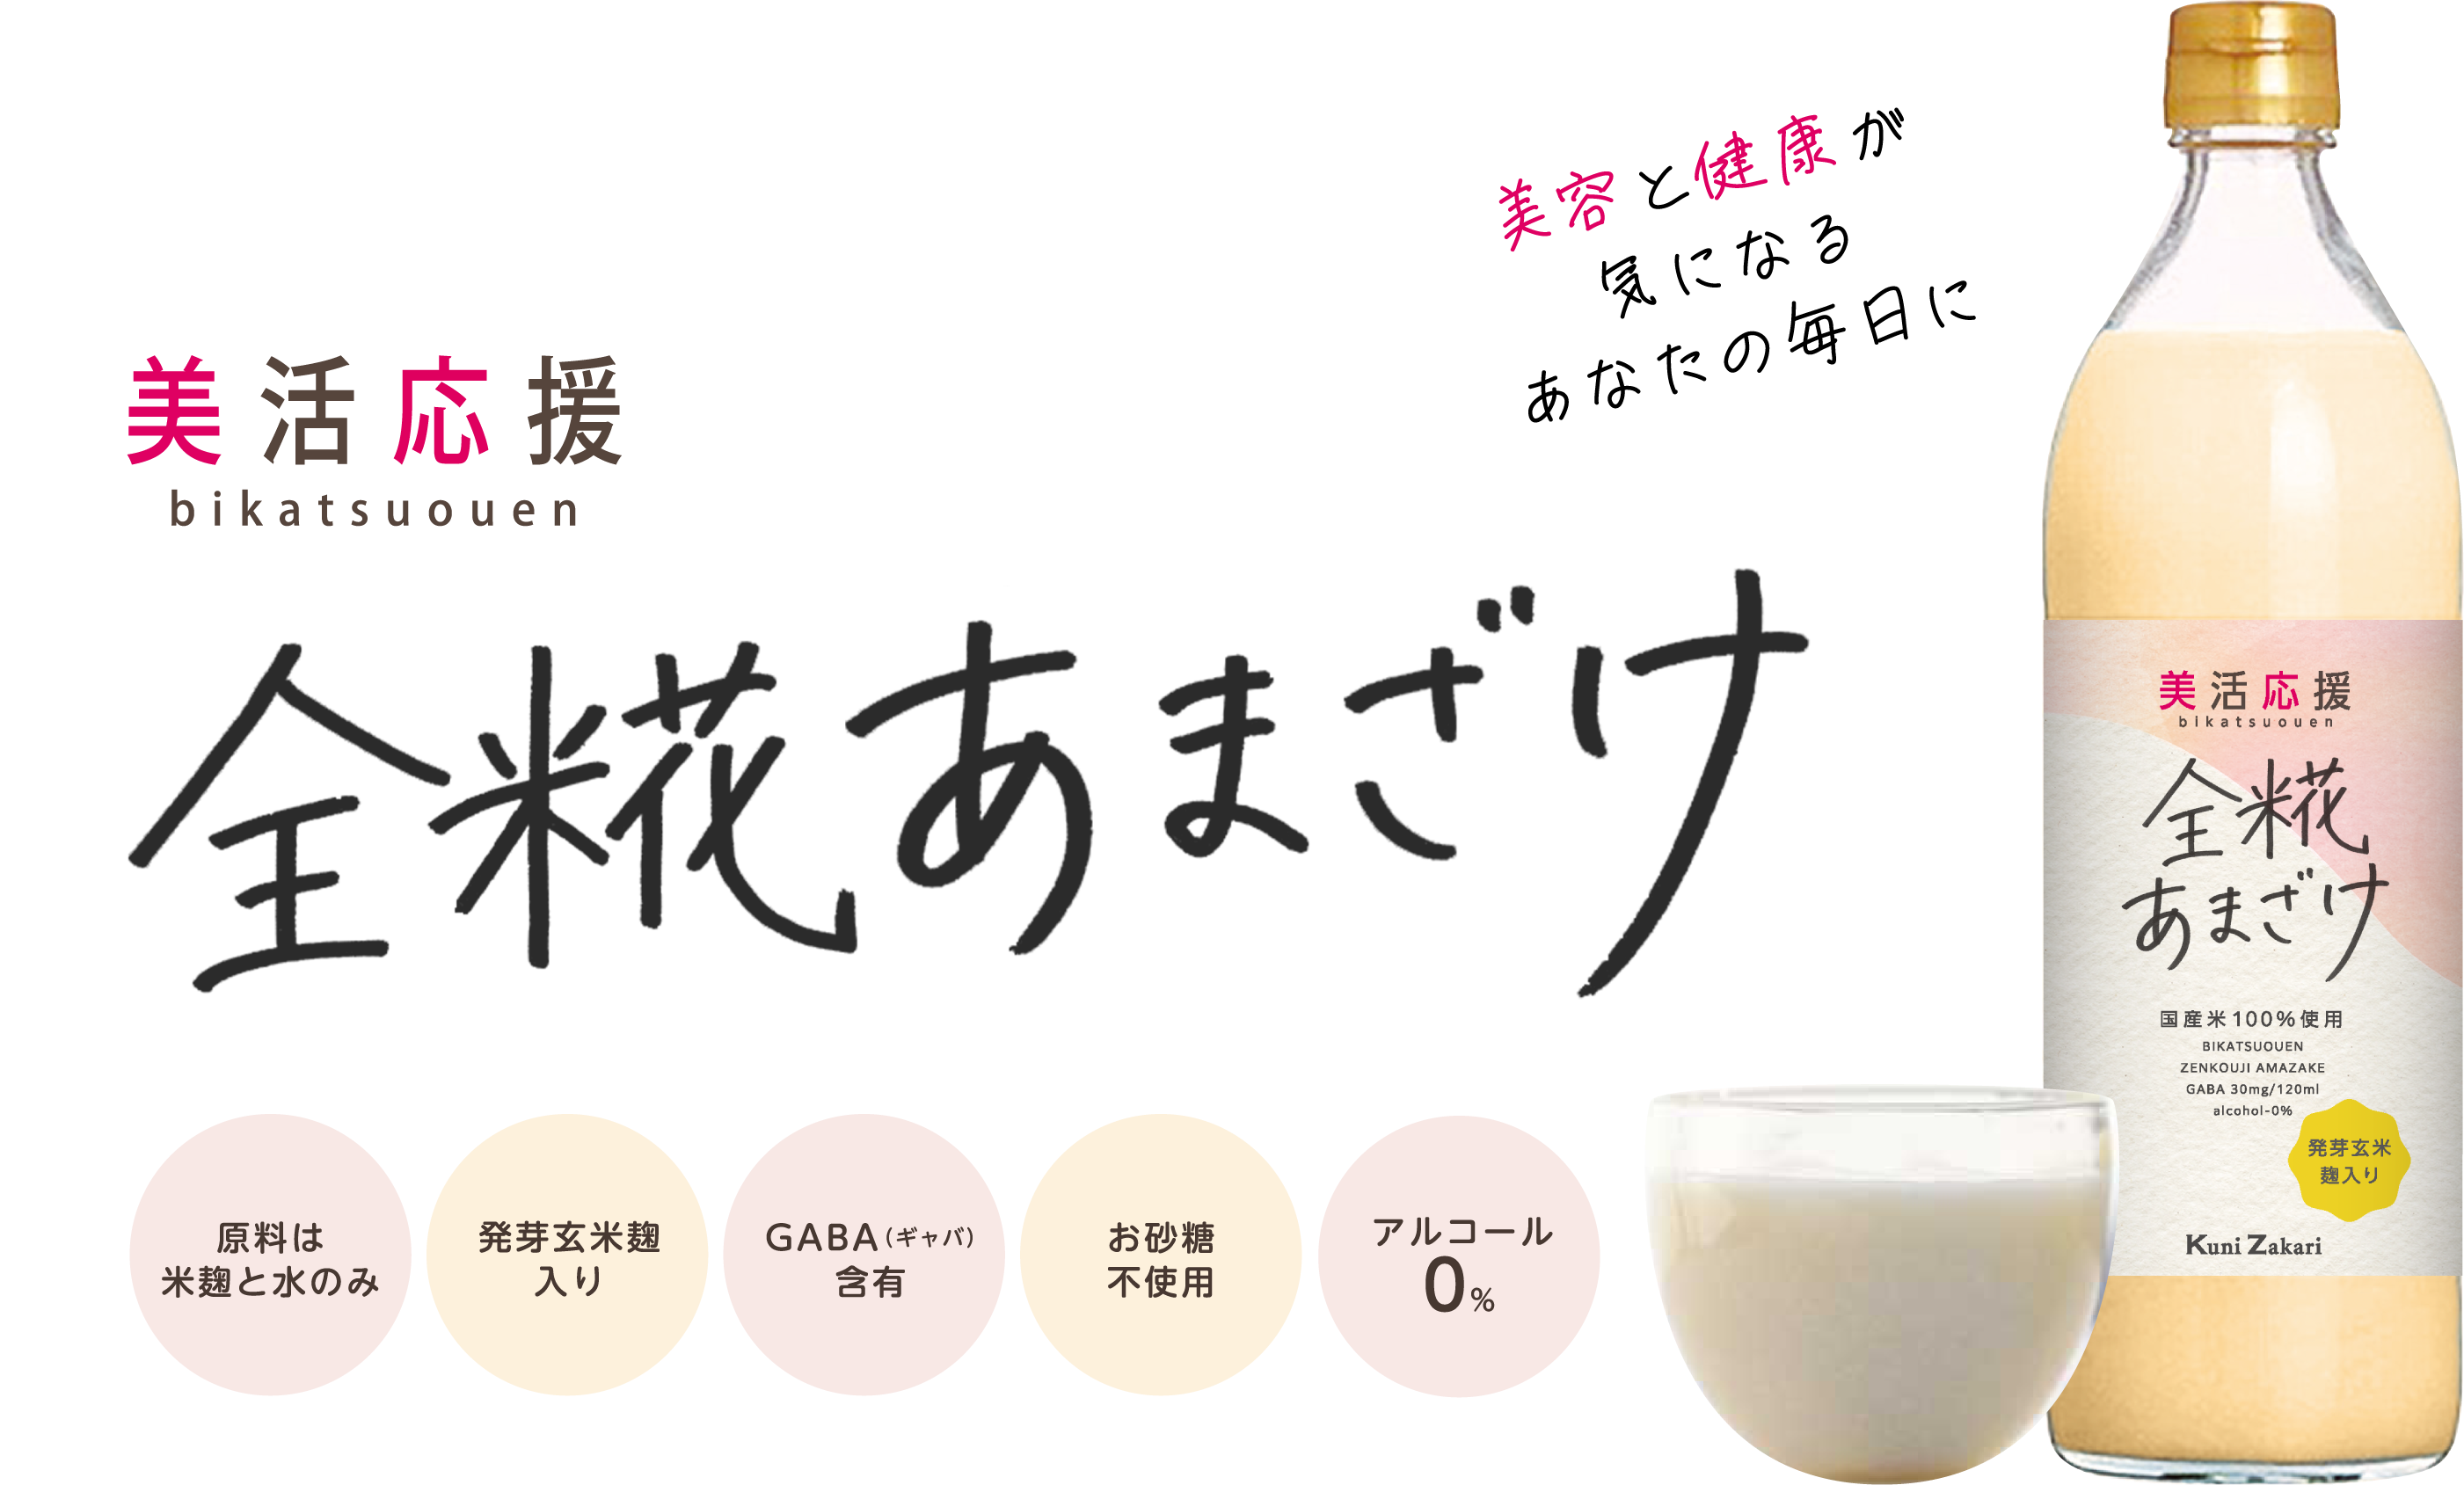 美容と健康が
気になる
あなたの毎日に
美活応援
bikatsuouen
全糀あまざけ
原料は
米麹と水のみ
発芽玄米麹
入り
GABA(ギャバ)
含有
お砂糖
不使用
アルコール
0%
美活応援
bikatsuouen
全糀
あまざけ
国産米100%使用
BIKATSUOUEN
ZENKOUJI AMAZAKE
GABA 30mg/120ml
alcohol-0%
発芽玄米
麹入り
Kuni Zakari